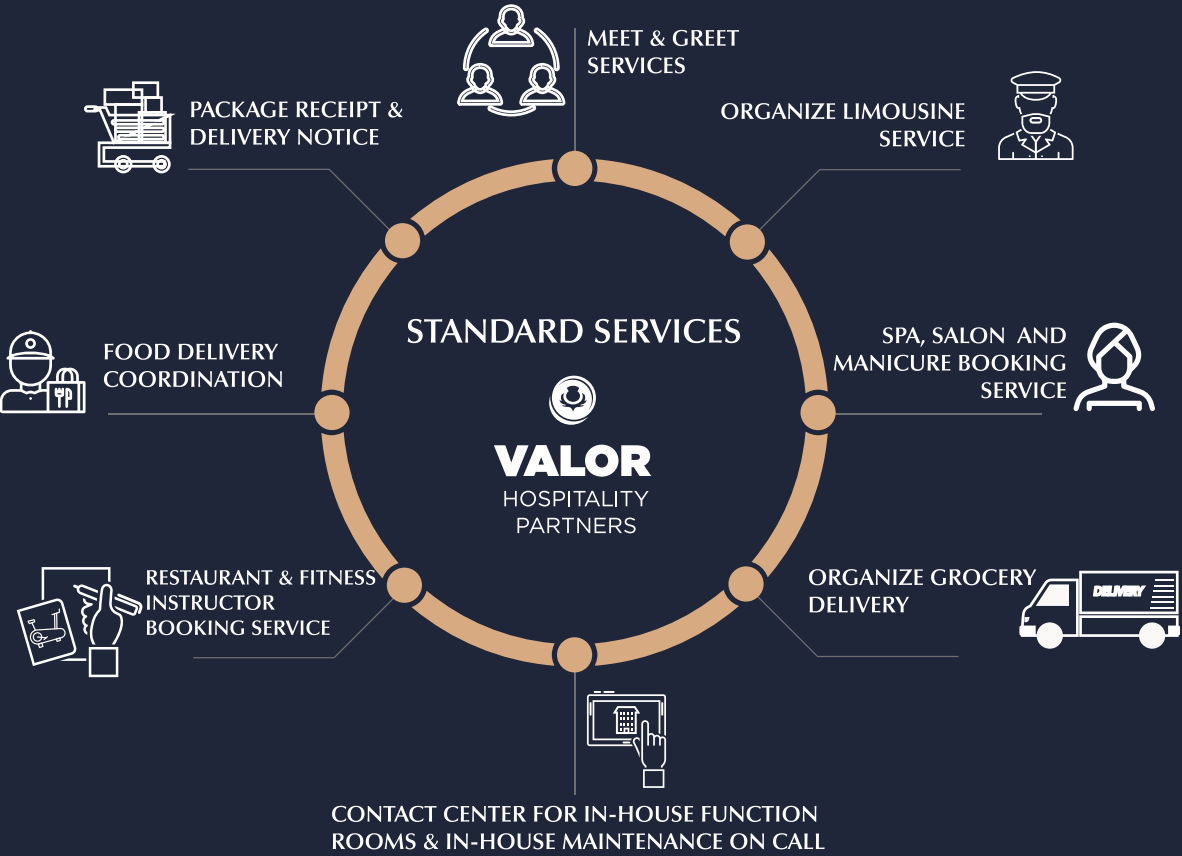 MEET & GREET
SERVICES
PACKAGE RECEIPT &
DELIVERY NOTICE
ORGANIZE LIMOUSINE
SERVICE
STANDARD SERVICES
FOOD DELIVERY
COORDINATION
SPA, SALON AND
MANICURE BOOKING
SERVICE
VALOR
HOSPITALITY
PARTNERS
RESTAURANT & FITNESS
INSTRUCTOR
BOOKING SERVICE
ORGANIZE GROCERY
DELIVERY
DELIVERY
CONTACT CENTER FOR IN-HOUSE FUNCTION
ROOMS & IN-HOUSE MAINTENANCE ON CALL